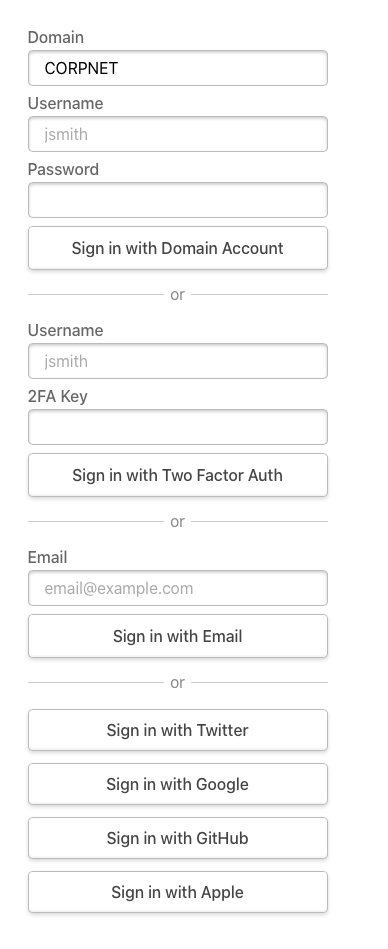 Domain
CORPNET
Username
jsmith
Password
Sign in with Domain Account
or
Username
jsmith
2FA Key
Sign in with Two Factor Auth
or
Email
email@example.com
Sign in with Email
or
Sign in with Twitter
Sign in with Google
Sign in with GitHub
Sign in with Apple